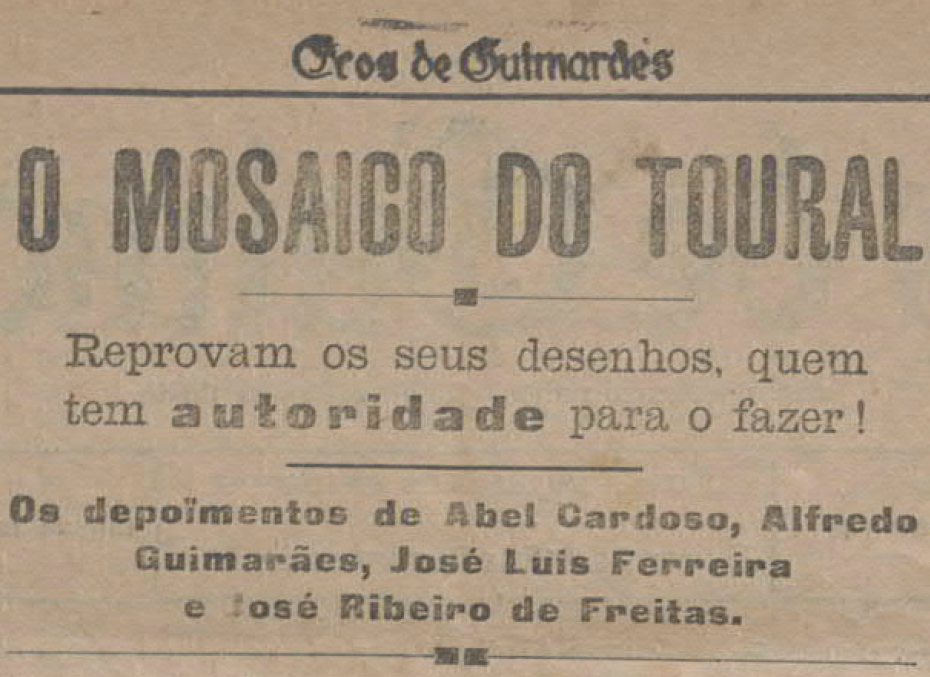 Ecos de Guimarães
O MOSAICO DO TOURAL
Reprovam os seus desenhos, quem
tem autoridade para o fazer!
Os depoïmentos de Abel Cardoso, Alfredo
Guimarães, José Luis Ferreira
e José Ribeiro de Freitas.